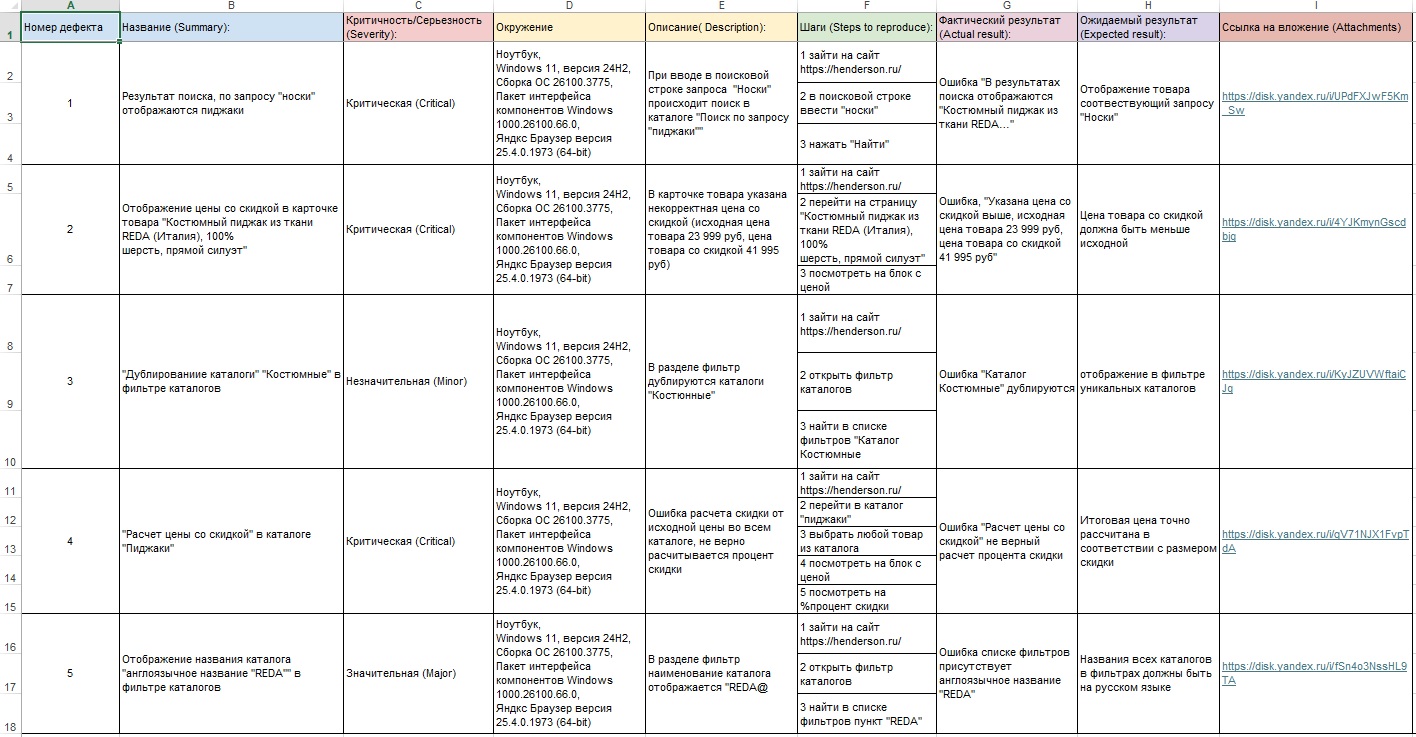 A B C D E F G H I
1
Номер дефекта
Название (Summary):
Критичность/Серьезность
(Severity):
Окружение
Описание( Description):
Шаги (Steps to reproduce):
Фактический результат
(Actual result):
Ожидаемый результат
(Expected result):
Ссылка на вложение (Attachments)
2
3
4
1
Результат поиска, по запросу "носки"
отображаются пиджаки
Критическая (Critical)
Ноутбук,
Windows 11, версия 24H2,
Сборка ОС 26100.3775,
Пакет интерфейса
компонентов Windows
1000.26100.66.0,
Яндкс Браузер версия
25.4.0.1973 (64-bit)
При вводе в поисковой
строке запроса "Носки"
происходит поиск в
каталоге "Поиск по запросу
"пиджаки""
1 зайти на сайт
https://henderson.ru/
2 в поисковой строке
ввести "носки"
3 нажать "Найти"
Ошибка "В результатах
поиска отображаются
"Костюмный пиджак из
ткани REDA..."
Отображение товара
соотвествующий запросу
"Носки"
https://disk.yandex.ru/i/UPdFXJwF5Km
_Sw
5
6
7
2
Отображение цены со скидкой в карточке
товара "Костюмный пиджак из ткани
REDA (Италия), 100%
шерсть, прямой силуэт"
Критическая (Critical)
Ноутбук,
Windows 11, версия 24H2,
Сборка ОС 26100.3775,
Пакет интерфейса
компонентов Windows
1000.26100.66.0,
Яндкс Браузер версия
25.4.0.1973 (64-bit)
В карточке товара указана
некорректная цена со
скидкой (исходная цена
товара 23 999 руб, цена
товара со скидкой 41 995
руб)
1 зайти на сайт
https://henderson.ru/
2 перейти на страницу
"Костюмный пиджак из
ткани REDA (Италия),
100%
шерсть, прямой силуэт"
3 посмотреть на блок с
ценой
Ошибка, "Указана цена со
скидкой выше, исходная
цена товара 23 999 руб,
цена товара со скидкой
41 995 руб"
Цена товара со скидкой
должна быть меньше
исходной
https://disk.yandex.ru/i/4YJKmynGscd
bjg
8
9
10
3
"Дублированиие каталоги" "Костюмные" в
фильтре каталогов
Незначительная (Minor)
Ноутбук,
Windows 11, версия 24H2,
Сборка ОС 26100.3775,
Пакет интерфейса
компонентов Windows
1000.26100.66.0,
Яндкс Браузер версия
25.4.0.1973 (64-bit)
В разделе фильтр
дублируются каталоги
"Костюнные"
1 зайти на сайт
https://henderson.ru/
2 открыть фильтр
каталогов
3 найти в списке
фильтров "Каталог
Костюмные
Ошибка "Каталог
Костюмные" дублируются
отображение в фильтре
уникальных каталогов
https://disk.yandex.ru/i/KyJZUVWftaiC
Jg
11
12
13
14
15
4
"Расчет цены со скидкой" в каталоге
"Пиджаки"
Критическая (Critical)
Ноутбук,
Windows 11, версия 24H2,
Сборка ОС 26100.3775,
Пакет интерфейса
компонентов Windows
1000.26100.66.0,
Яндкс Браузер версия
25.4.0.1973 (64-bit)
Ошибка расчета скидки от
исходной цены во всем
каталоге, не верно
расчитывается процент
скидки
1 зайти на сайт
https://henderson.ru/
2 перейти в каталог
"пиджаки"
3 выбрать любой товар
из каталога
4 посмотреть на блок с
ценой
5 посмотреть на
%процент скидки
Ошибка "Расчет цены со
скидкой" не верный
расчет процента скидки
Итоговая цена точно
рассчитана в
соответствии с размером
скидки
https://disk.yandex.ru/i/qV71NJX1FvpT
dA
16
17
18
5
Отображение названия каталога
"англоязычное название "REDA"" в
фильтре каталогов
Значительная (Major)
Ноутбук,
Windows 11, версия 24H2,
Сборка ОС 26100.3775,
Пакет интерфейса
компонентов Windows
1000.26100.66.0,
Яндкс Браузер версия
25.4.0.1973 (64-bit)
В разделе фильтр
наименование каталога
отображается "REDA@
1 зайти на сайт
https://henderson.ru/
2 открыть фильтр
каталогов
3 найти в списке
фильтров пункт "REDA"
Ошибка списке фильтров
присутствует
англоязычное название
"REDA"
Названия всех каталогов
в фильтрах должны быть
на русском языке
https://disk.yandex.ru/i/fSn4o3NssHL9
TA